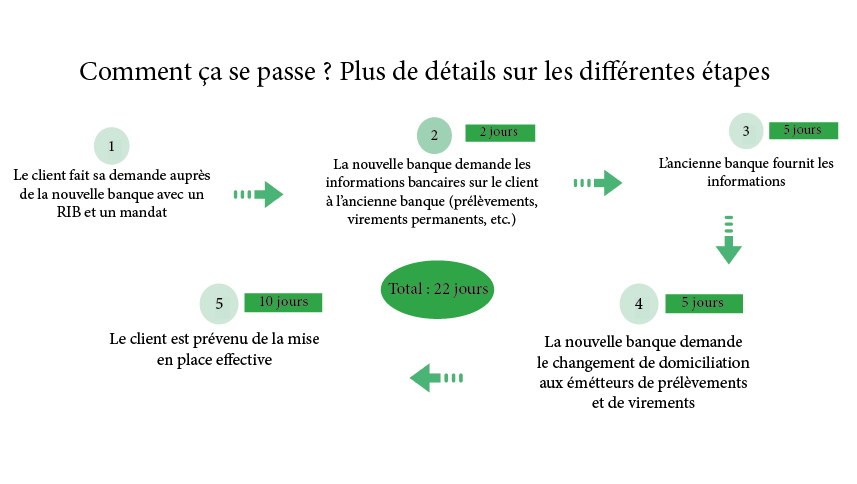 Comment ça se passe ? Plus de détails sur les différentes étapes
1
Le client fait sa demande auprès
de la nouvelle banque avec un
RIB et un mandat
2
2 jours
La nouvelle banque demande les
informations bancaires sur le client
à l’ancienne banque (prélèvements,
virements permanents, etc.)
3
5 jours
L’ancienne banque fournit les
informations
4
5 jours
La nouvelle banque demande
le changement de domiciliation
aux émétteurs de prélèvements
et de virements
5
10 jours
Le client est prévenu de la mise
en place effective
Total : 22 jours